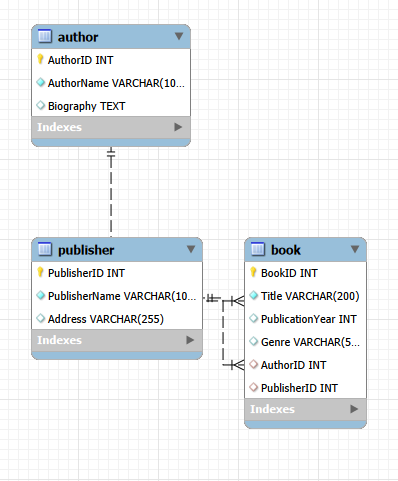 author
AuthorID INT
AuthorName VARCHAR(10...
Biography TEXT
Indexes
publisher
PublisherID INT
PublisherName VARCHAR(10...
Address VARCHAR(255)
Indexes
book
BookID INT
Title VARCHAR(200)
PublicationYear INT
Genre VARCHAR(5...
AuthorID INT
PublisherID INT
Indexes